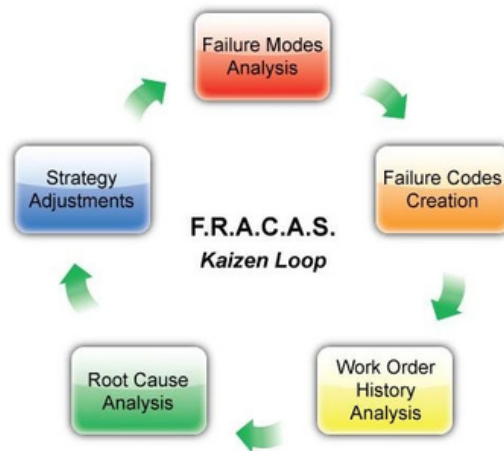 Failure Modes
Analysis
Failure Codes
Creation
Work Order
History
Analysis
Root Cause
Analysis
Strategy
Adjustments
F.R.A.C.A.S.
Kaizen Loop